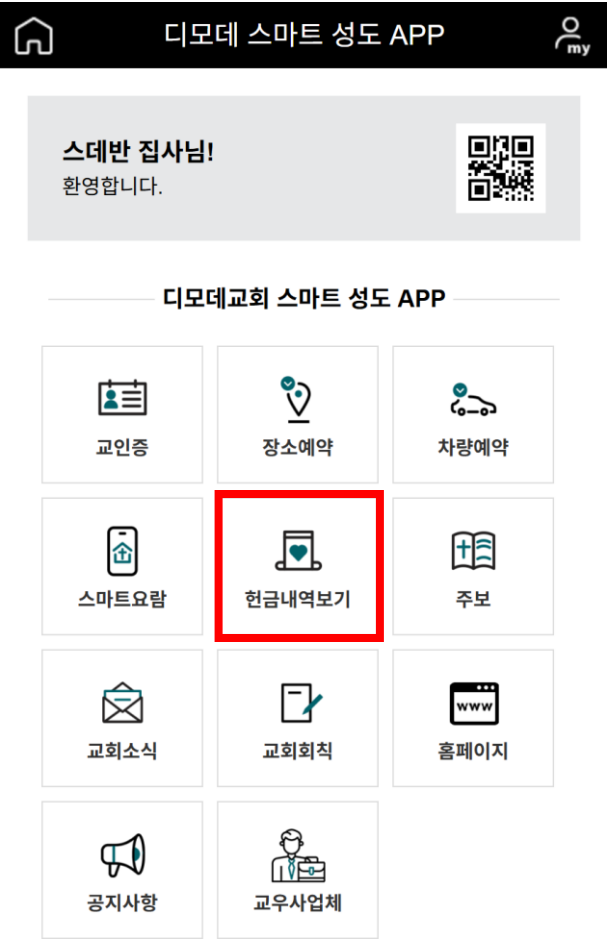 디모데 스마트 성도 APP
my
스데반 집사님!
환영합니다.
디모데교회 스마트 성도 APP
교인증
장소예약
차량예약
스마트요람
헌금내역보기
주보
교회소식
교회회칙
www
홈페이지
공지사항
교우사업체